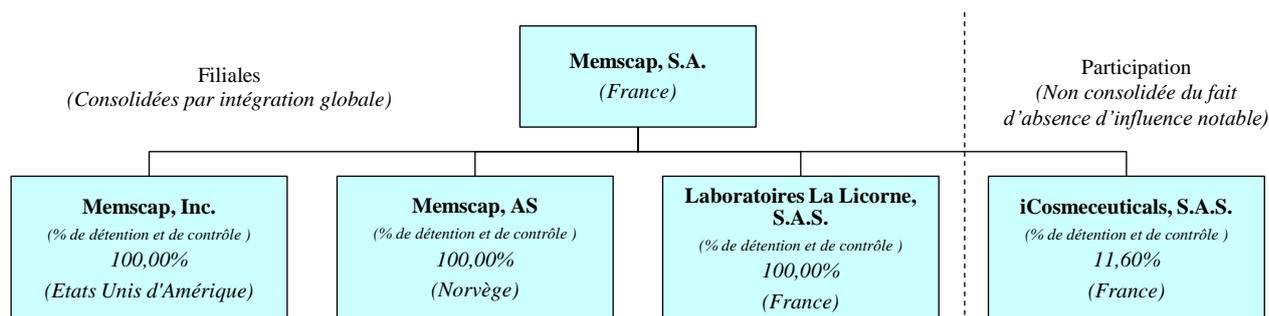 Memscap, S.A.
(France)
Filiales
(Consolidées par intégration globale)
Participation
(Non consolidée du fait
d'absence d'influence notable)
Memscap, Inc.
(% de détention et de contrôle )
100,00%
(Etats Unis d'Amérique)
Memscap, AS
(% de détention et de contrôle )
100,00%
(Norvège)
Laboratoires La Licorne,
S.A.S.
(% de détention et de contrôle )
100,00%
(France)
iCosmeceuticals, S.A.S.
(% de détention et de contrôle )
11,60%
(France)